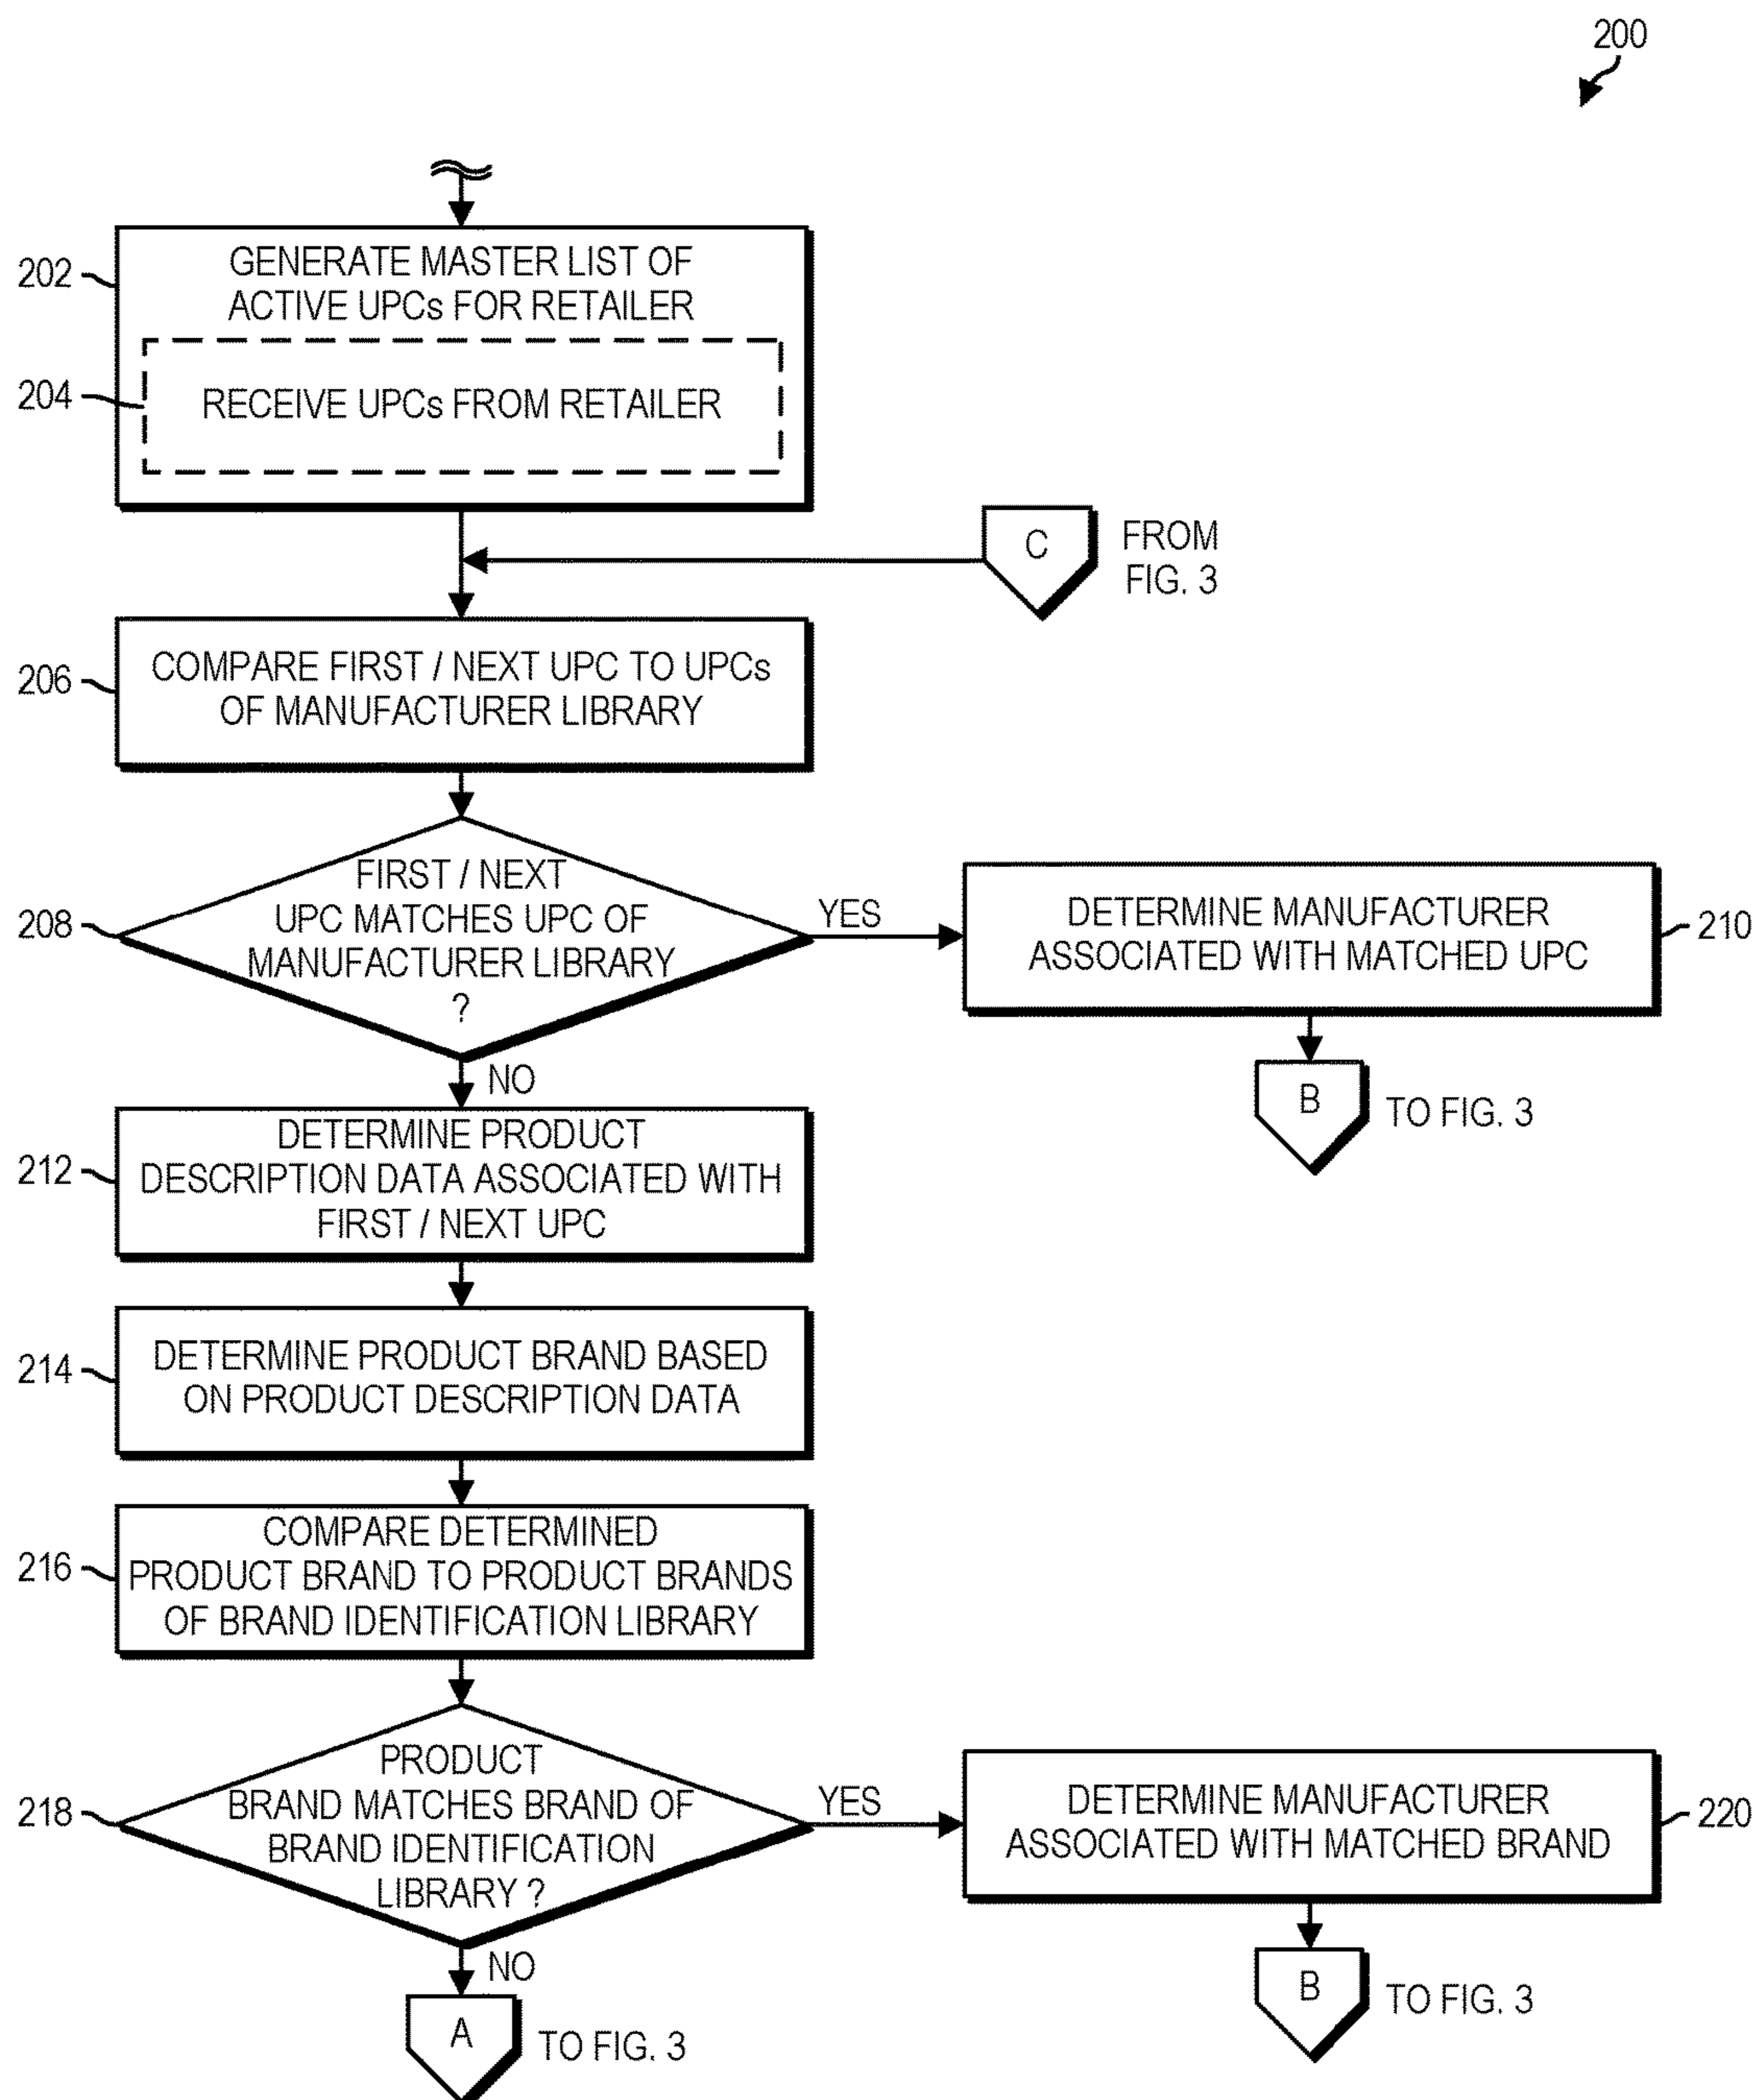 200
202
GENERATE MASTER LIST OF
ACTIVE UPCs FOR RETAILER
204
RECEIVE UPCs FROM RETAILER
C
FROM
FIG. 3
206
COMPARE FIRST / NEXT UPC TO UPCs
OF MANUFACTURER LIBRARY
208
FIRST / NEXT
UPC MATCHES UPC OF
MANUFACTURER LIBRARY
?
YES
DETERMINE MANUFACTURER
ASSOCIATED WITH MATCHED UPC
210
NO
B
TO FIG. 3
212
DETERMINE PRODUCT
DESCRIPTION DATA ASSOCIATED WITH
FIRST / NEXT UPC
214
DETERMINE PRODUCT BRAND BASED
ON PRODUCT DESCRIPTION DATA
216
COMPARE DETERMINED
PRODUCT BRAND TO PRODUCT BRANDS
OF BRAND IDENTIFICATION LIBRARY
218
PRODUCT
BRAND MATCHES BRAND OF
BRAND IDENTIFICATION
LIBRARY ?
YES
DETERMINE MANUFACTURER
ASSOCIATED WITH MATCHED BRAND
220
NO
B
TO FIG. 3
A
TO FIG. 3